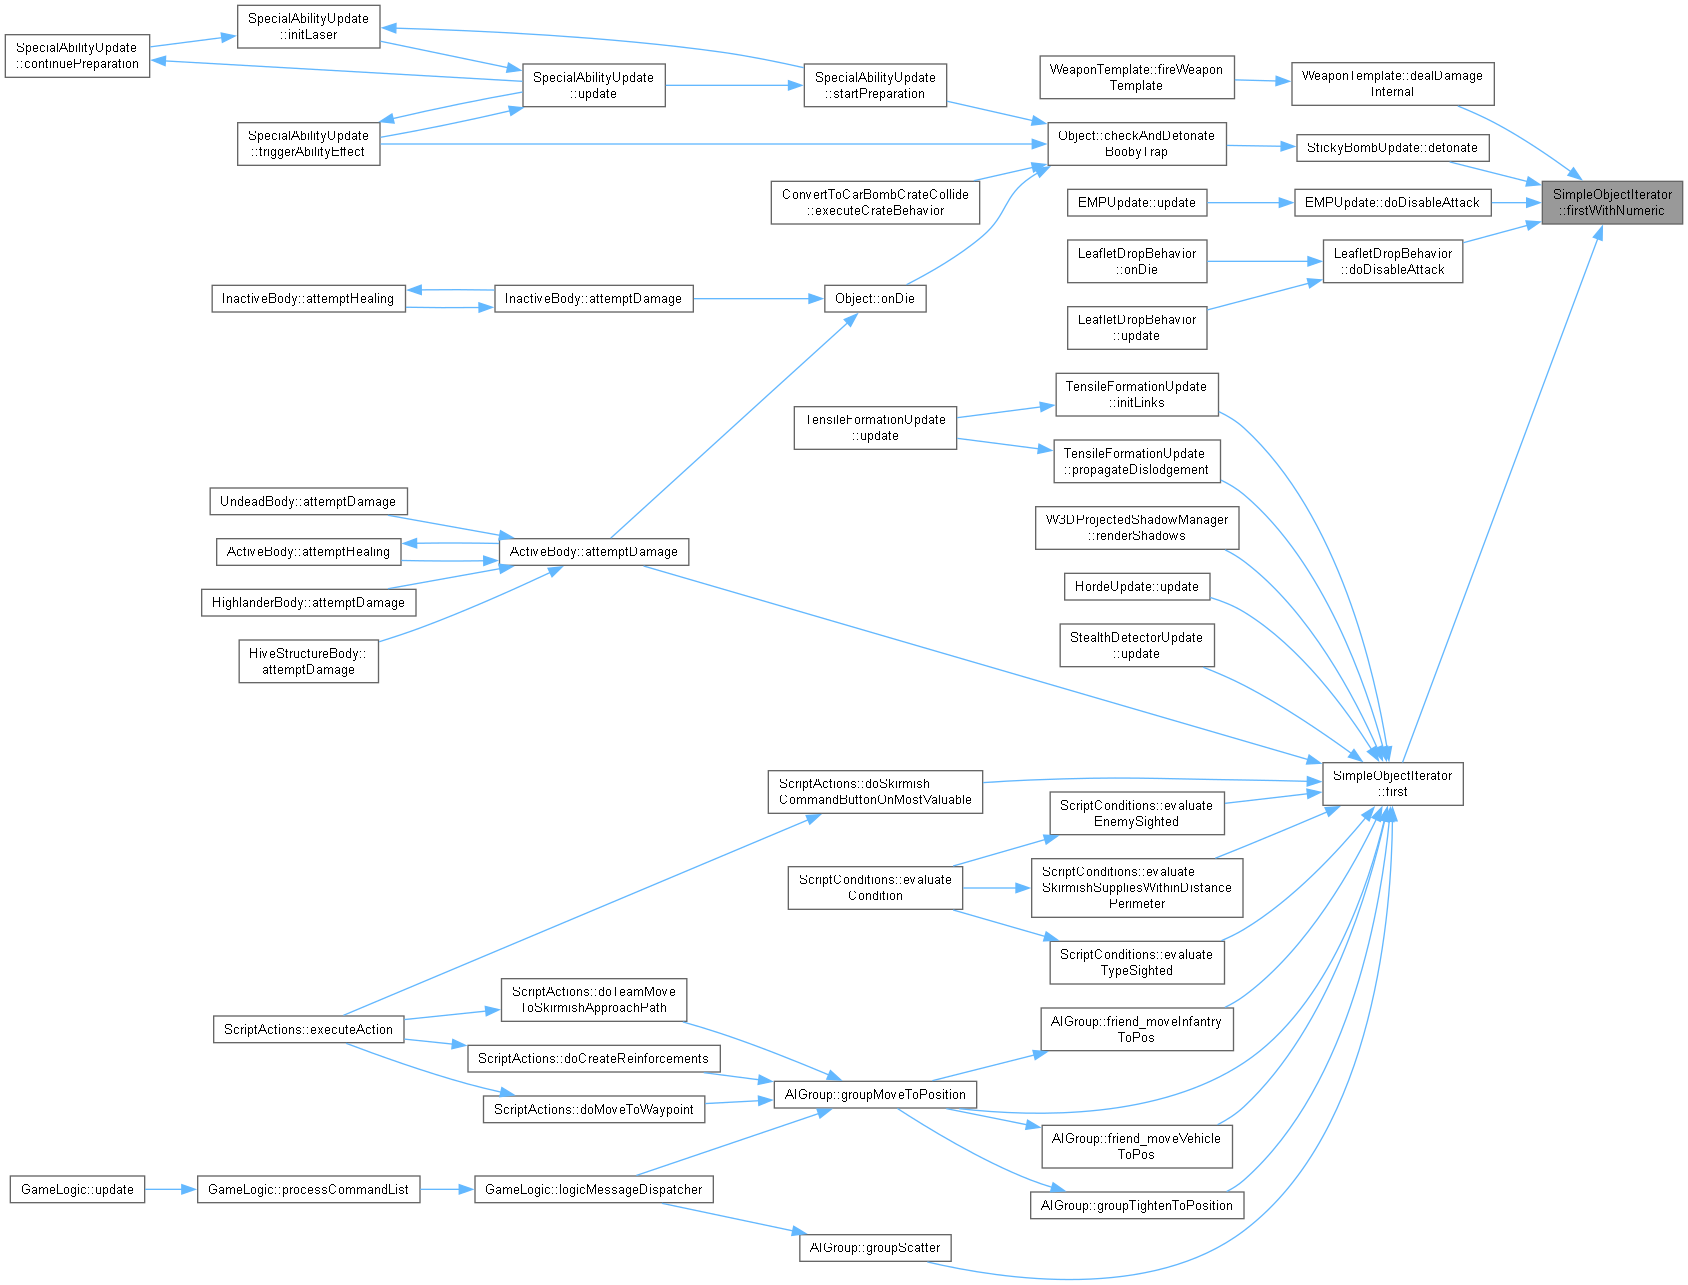 SpecialAbilityUpdate
::continuePreparation
SpecialAbilityUpdate
::initLaser
SpecialAbilityUpdate
::triggerAbilityEffect
SpecialAbilityUpdate
::update
SpecialAbilityUpdate
::startPreparation
WeaponTemplate::fireWeapon
Template
WeaponTemplate::dealDamage
Internal
Object::checkAndDetonate
BoobyTrap
StickyBombUpdate::detonate
SimpleObjectIterator
::firstWithNumeric
ConvertToCarBombCrateCollide
::executeCrateBehavior
EMPUpdate::update
EMPUpdate::doDisableAttack
LeafletDropBehavior
::onDie
LeafletDropBehavior
::doDisableAttack
LeafletDropBehavior
::update
InactiveBody::attemptHealing
InactiveBody::attemptDamage
Object::onDie
TensileFormationUpdate
::initLinks
TensileFormationUpdate
::update
TensileFormationUpdate
::propagateDislodgement
W3DProjectedShadowManager
::renderShadows
HordeUpdate::update
StealthDetectorUpdate
::update
UndeadBody::attemptDamage
ActiveBody::attemptHealing
ActiveBody::attemptDamage
HighlanderBody::attemptDamage
HiveStructureBody::
attemptDamage
SimpleObjectIterator
::first
ScriptActions::doSkirmish
CommandButtonOnMostValuable
ScriptConditions::evaluate
EnemySighted
ScriptConditions::evaluate
Condition
ScriptConditions::evaluate
SkirmishSuppliesWithinDistance
Perimeter
ScriptConditions::evaluate
TypeSighted
ScriptActions::executeAction
ScriptActions::doTeamMove
ToSkirmishApproachPath
ScriptActions::doCreateReinforcements
ScriptActions::doMoveToWaypoint
AIGroup::groupMoveToPosition
AIGroup::friend_moveInfantry
ToPos
AIGroup::friend_moveVehicle
ToPos
AIGroup::groupTightenToPosition
GameLogic::update
GameLogic::processCommandList
GameLogic::logicMessageDispatcher
AIGroup::groupScatter